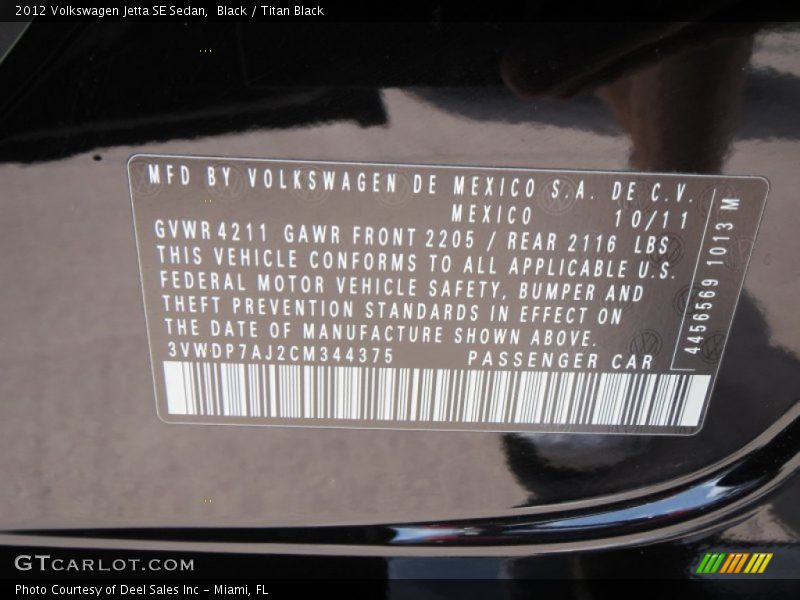 2012 Volkswagen Jetta SE Sedan,  Black / Titan Black
MFD BY VOLKSWAGEN DE MEXICO S.A. DE C.V.
MEXICO 10/11
GVWR 4211 GAWR FRONT 2205 / REAR 2116 LBS
THIS VEHICLE CONFORMS TO ALL APPLICABLE U.S.
FEDERAL MOTOR VEHICLE SAFETY, BUMPER AND
THEFT PREVENTION STANDARDS IN EFFECT ON
THE DATE OF MANUFACTURE SHOWN ABOVE.
3VWDP7AJ2CM344375 PASSENGER CAR
4456569 1013 M
GTCARLOT.COM
Photo Courtesy of Deel Sales Inc - Miami, FL